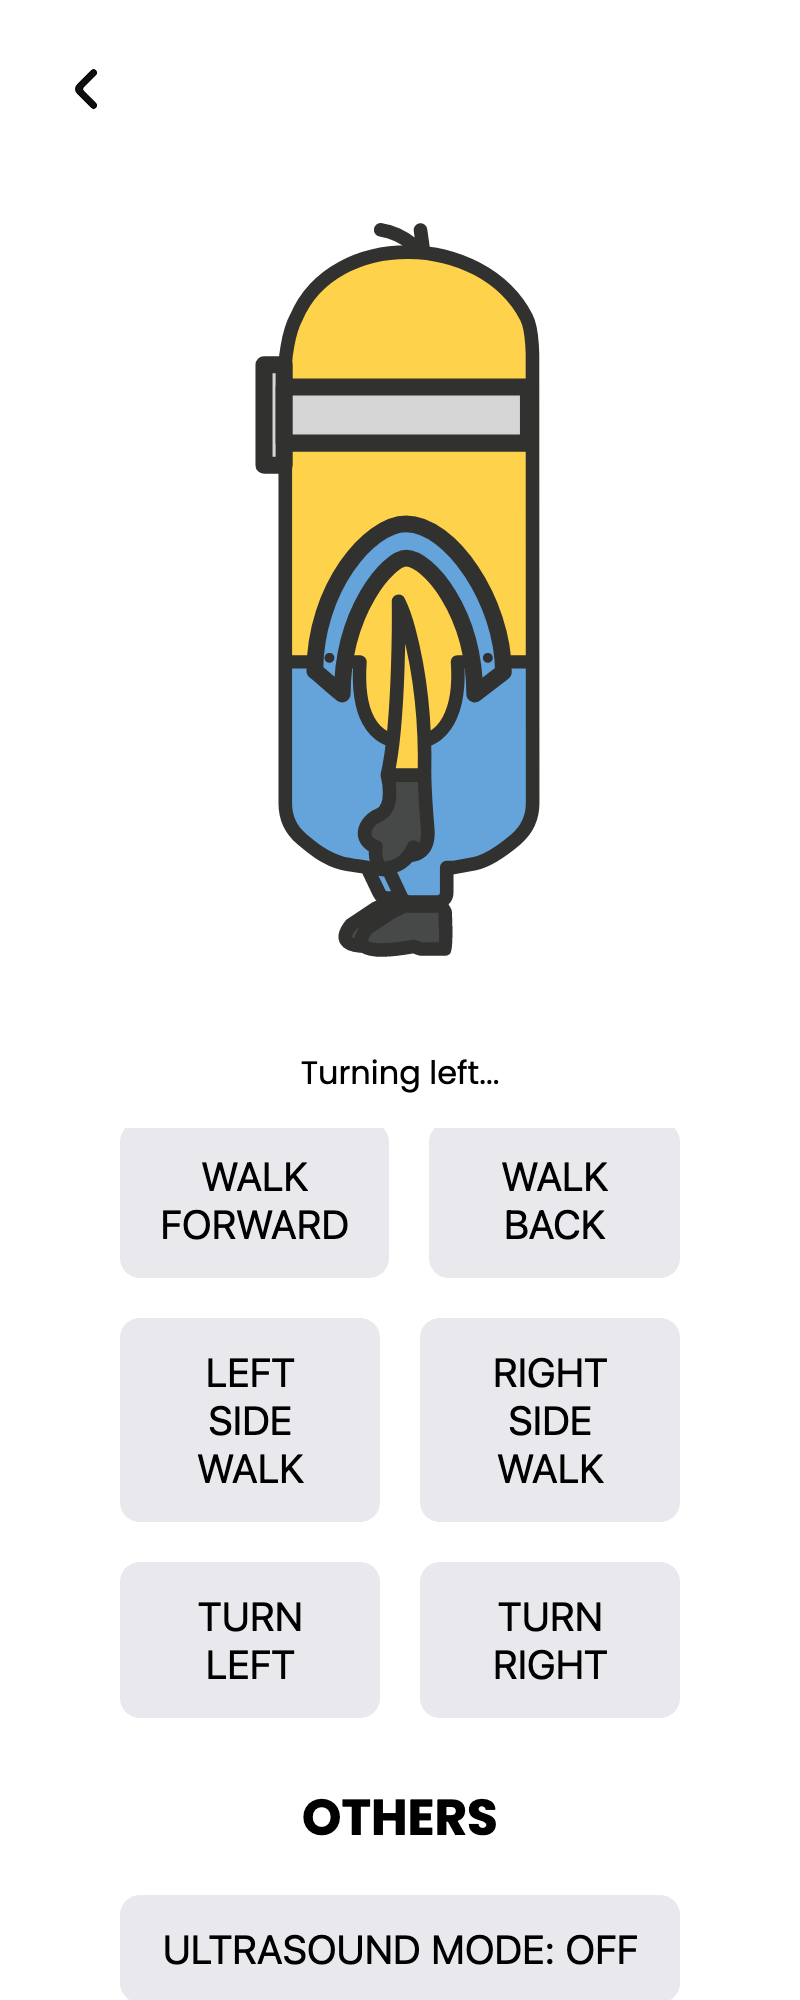 Turning left...
WALK
FORWARD
WALK
BACK
LEFT
SIDE
WALK
RIGHT
SIDE
WALK
TURN
LEFT
TURN
RIGHT
OTHERS
ULTRASOUND MODE: OFF